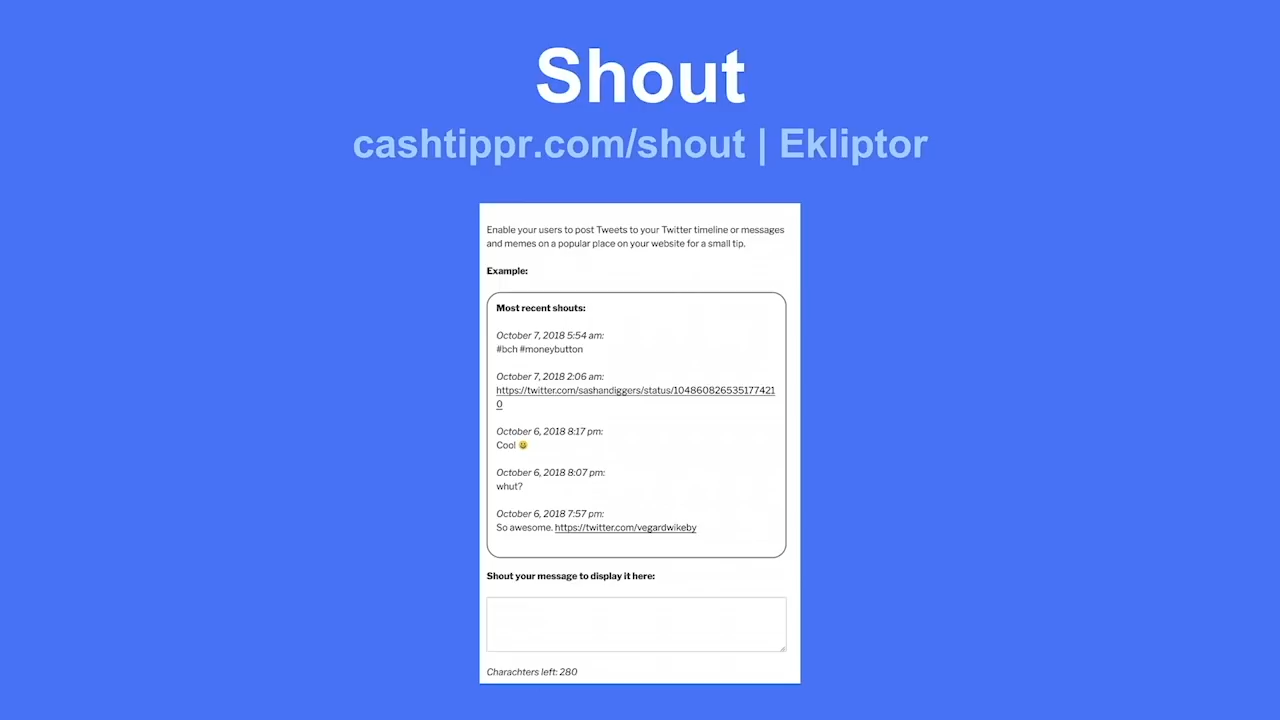 Shout
cashtippr.com/shout | Ekliptor
Enable your users to post Tweets to your Twitter timeline or messages
and memes on a popular place on your website for a small tip.
Example:
Most recent shouts:
October 7, 2018 5:54 am:
#bch #moneybutton
October 7, 2018 2:06 am:
https://twitter.com/sashandiggers/status/104860826535177421
0
October 6, 2018 8:17 pm:
Cool 😀
October 6, 2018 8:07 pm:
whut?
October 6, 2018 7:57 pm:
So awesome. https://twitter.com/vegardwikeby
Shout your message to display it here:
Charachters left: 280